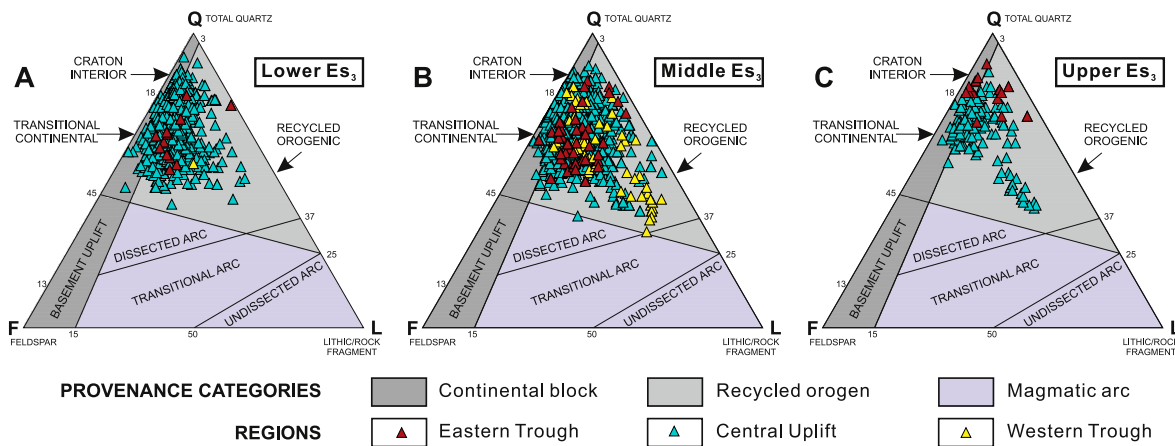 A
Q TOTAL QUARTZ
3
CRATON
INTERIOR
Lower Es3
18
TRANSITIONAL
CONTINENTAL
RECYCLED
OROGENIC
45
37
BASEMENT UPLIFT
DISSECTED ARC
25
TRANSITIONAL ARC
UNDISSECTED ARC
13
F
15
50
L
FELDSPAR
LITHIC/ROCK
FRAGMENT
B
Q TOTAL QUARTZ
3
CRATON
INTERIOR
Middle Es3
18
TRANSITIONAL
CONTINENTAL
RECYCLED
OROGENIC
45
37
BASEMENT UPLIFT
DISSECTED ARC
25
TRANSITIONAL ARC
UNDISSECTED ARC
13
F
15
50
L
FELDSPAR
LITHIC/ROCK
FRAGMENT
C
Q TOTAL QUARTZ
3
CRATON
INTERIOR
Upper Es3
18
TRANSITIONAL
CONTINENTAL
RECYCLED
OROGENIC
45
37
BASEMENT UPLIFT
DISSECTED ARC
25
TRANSITIONAL ARC
UNDISSECTED ARC
13
F
15
50
L
FELDSPAR
LITHIC/ROCK
FRAGMENT
PROVENANCE CATEGORIES
Continental block
Recycled orogen
Magmatic arc
REGIONS
Eastern Trough
Central Uplift
Western Trough